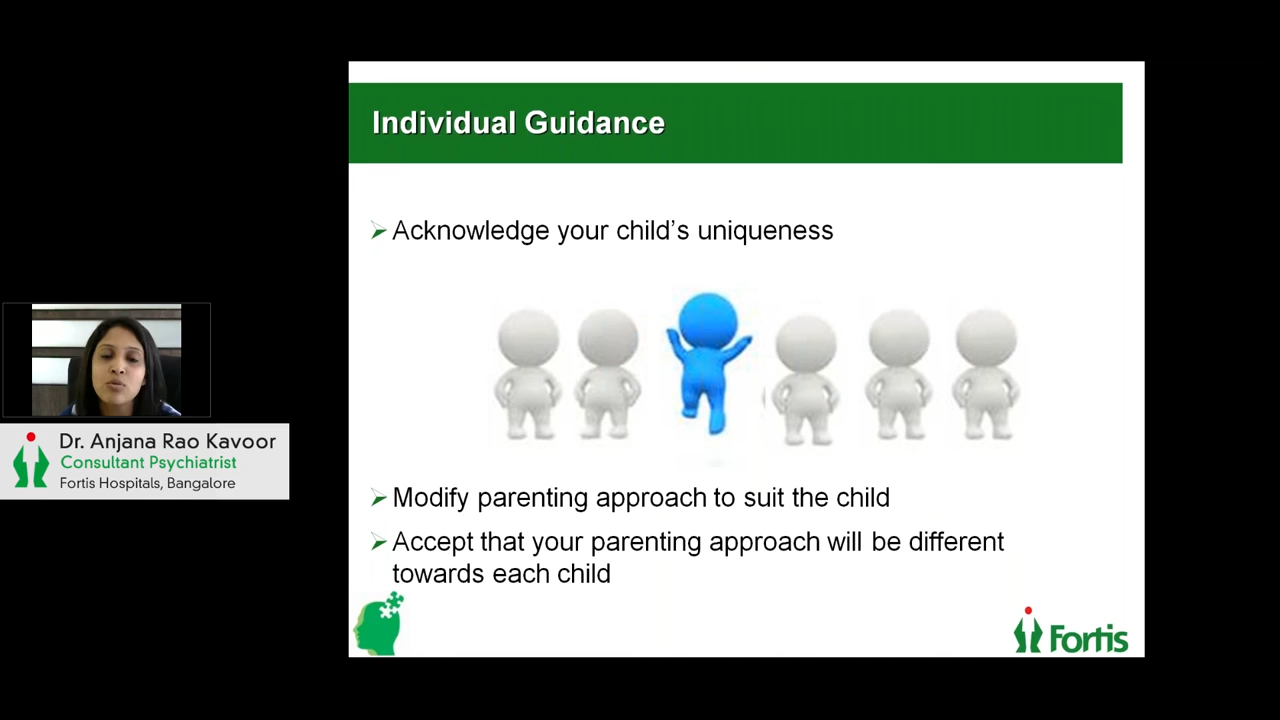 Individual Guidance
➢ Acknowledge your child's uniqueness
➢ Modify parenting approach to suit the child
➢ Accept that your parenting approach will be different
towards each child
Fortis
Dr. Anjana Rao Kavoor
Consultant Psychiatrist
Fortis Hospitals, Bangalore